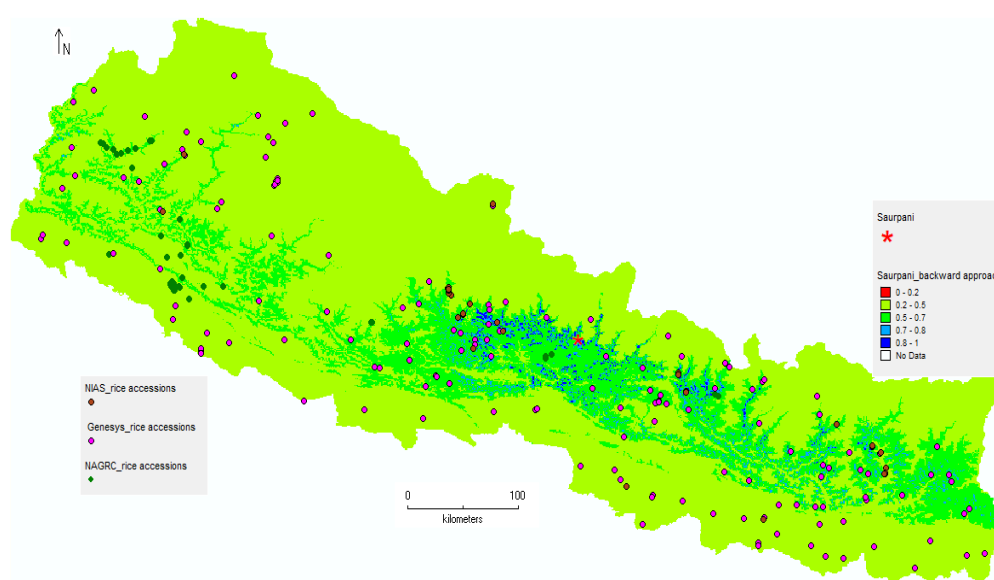 N
Saurpani
Saurpani_backward approach
0 - 0.2
0.2 - 0.5
0.5 - 0.7
0.7 - 0.8
0.8 - 1
No Data
NIAS_rice accessions
Genesys_rice accessions
NAGRC_rice accessions
0 100
kilometers